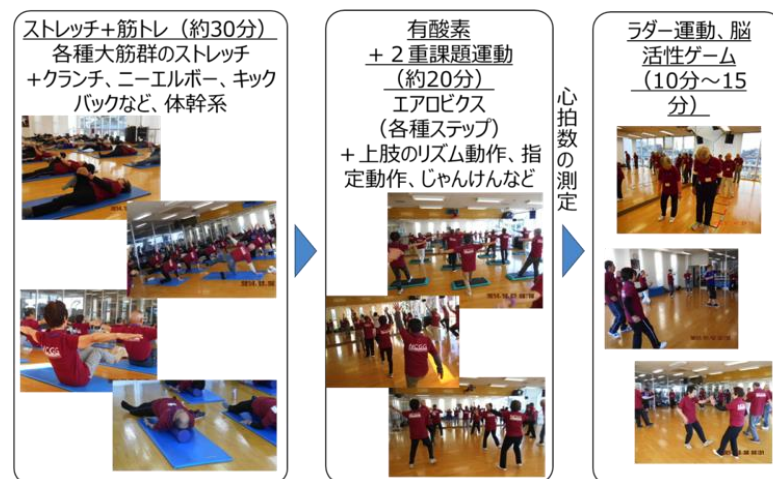 ストレッチ+筋トレ（約30分）
各種大筋群のストレッチ
+クランチ、ニーエルボー、キック
バックなど、体幹系
有酸素
+２重課題運動
（約20分）
エアロビクス
（各種ステップ）
+上肢のリズム動作、指
定動作、じゃんけんなど
心拍数の測定
ラダー運動、脳
活性ゲーム
（10分～15
分）
NCGG